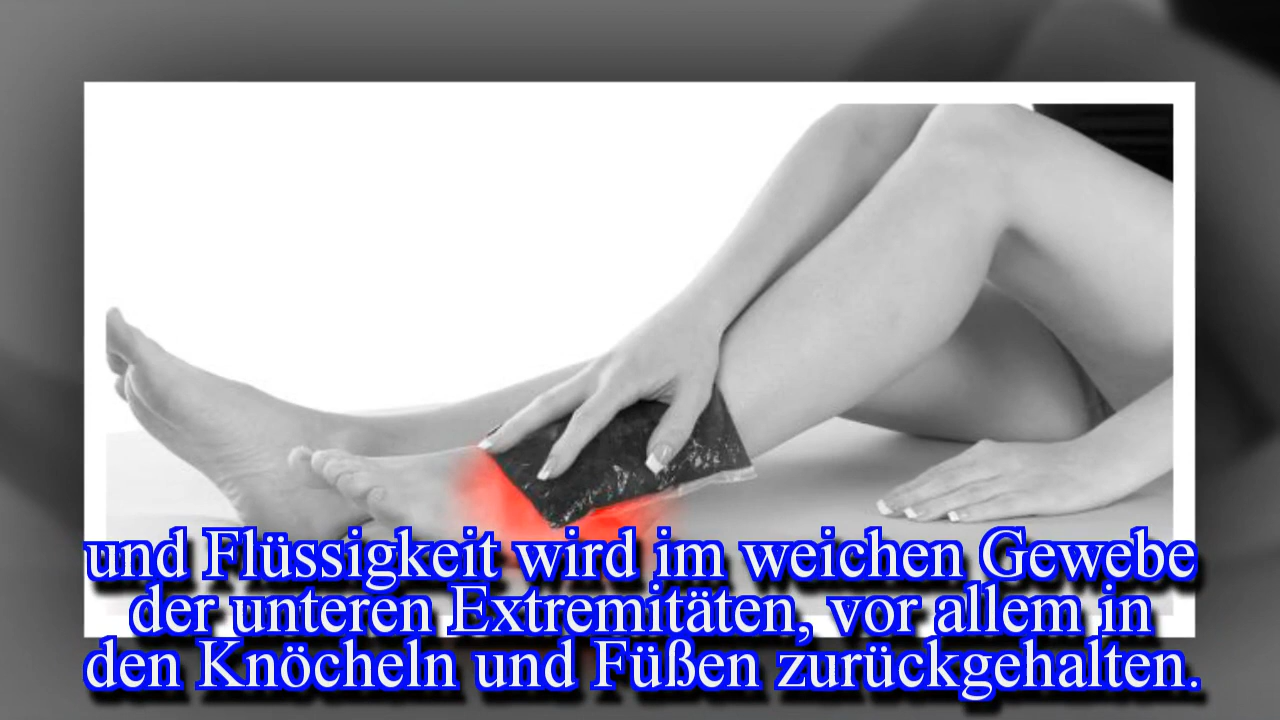 und Flüssigkeit wird im weichen Gewebe
der unteren Extremitäten, vor allem in
den Knöcheln und Füßen zurückgehalten.